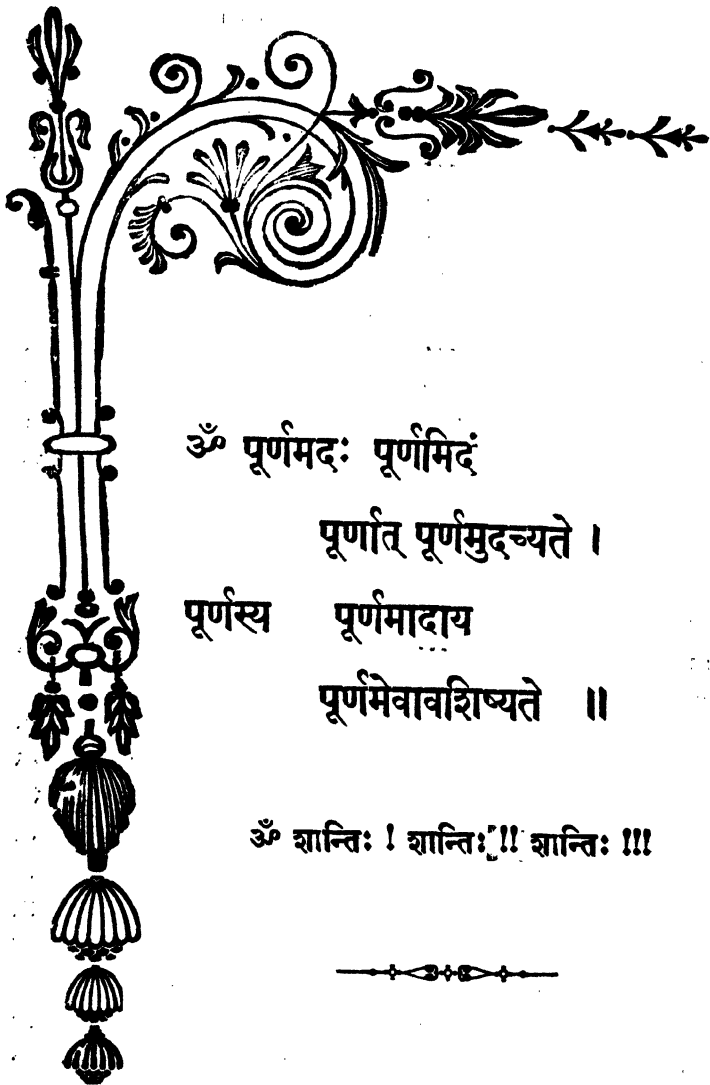 ॐ पूर्णमदः पूर्णमिदं
पूर्णात् पूर्णमुदच्यते ।
पूर्णस्य पूर्णमादाय
पूर्णमेवावशिष्यते ॥
ॐ शान्तिः ! शान्तिः !! शान्तिः !!!